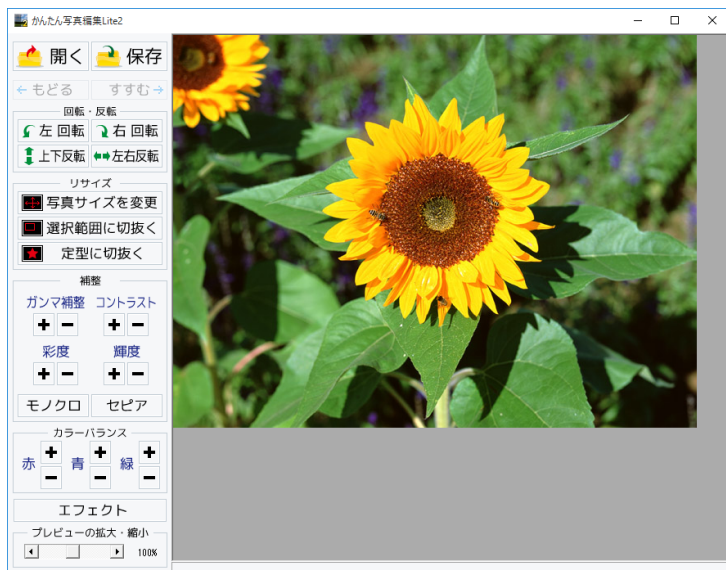 かんたん写真編集Lite2
開く 保存
← もどる すすむ →
回転・反転
左 回転 右 回転
上下反転 左右反転
リサイズ
写真サイズを変更
選択範囲に切抜く
定型に切抜く
補整
ガンマ補整 コントラスト
+ − + −
彩度 輝度
+ − + −
モノクロ セピア
カラーバランス
赤 + − 青 + − 緑 + −
エフェクト
プレビューの拡大・縮小
100%